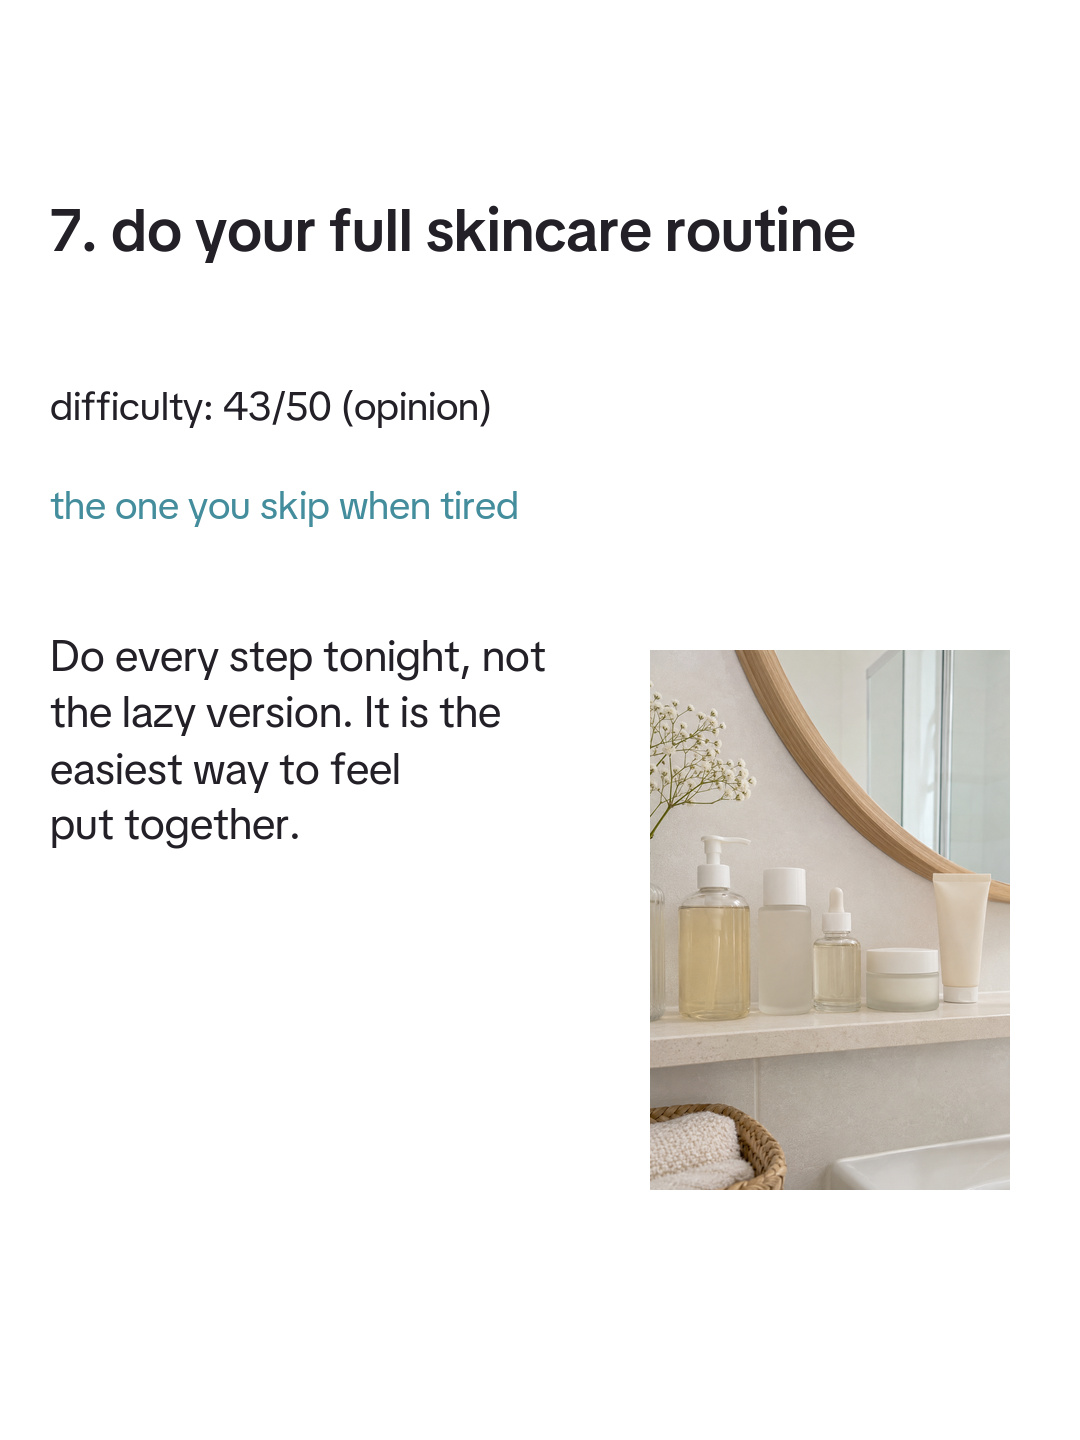 7. do your full skincare routine
difficulty: 43/50 (opinion)
the one you skip when tired
Do every step tonight, not
the lazy version. It is the
easiest way to feel
put together.